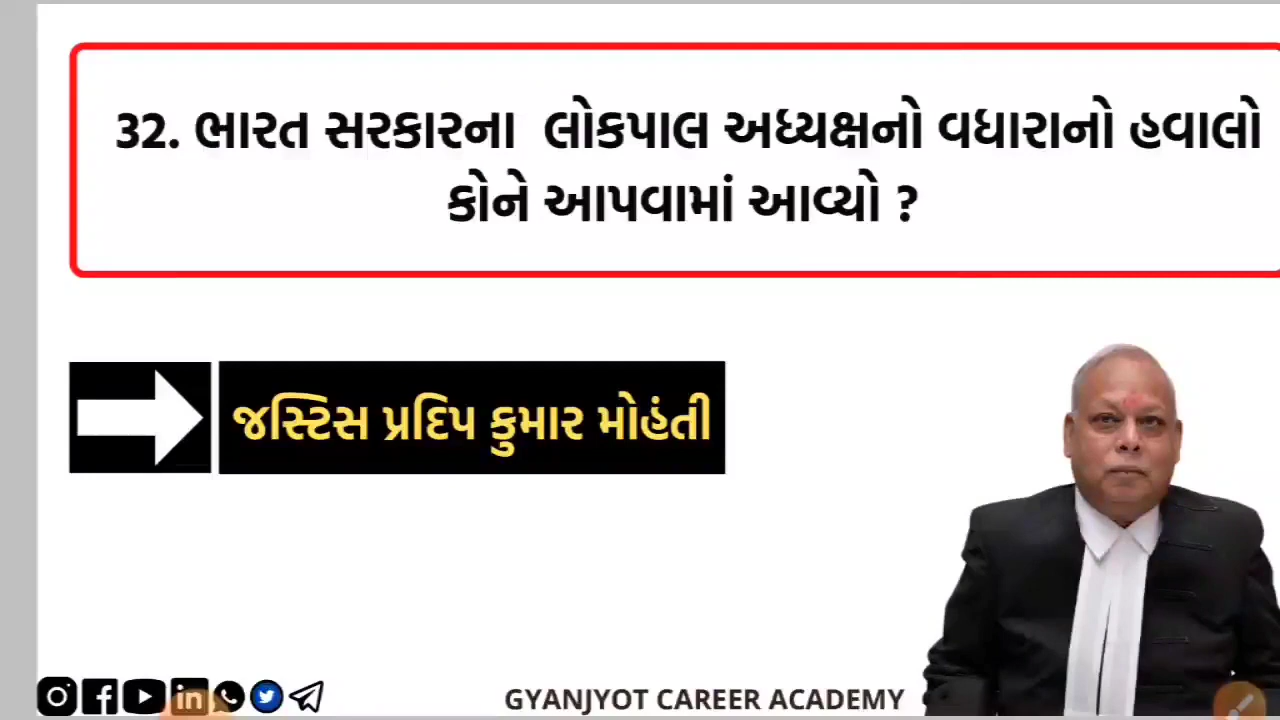 32. ભારત સરકારના લોકપાલ અધ્યક્ષનો વધારાનો હવાલો
કોને આપવામાં આવ્યો ?
જસ્ટિસ પ્રદિપ કુમાર મોહંતી
GYANJYOT CAREER ACADEMY